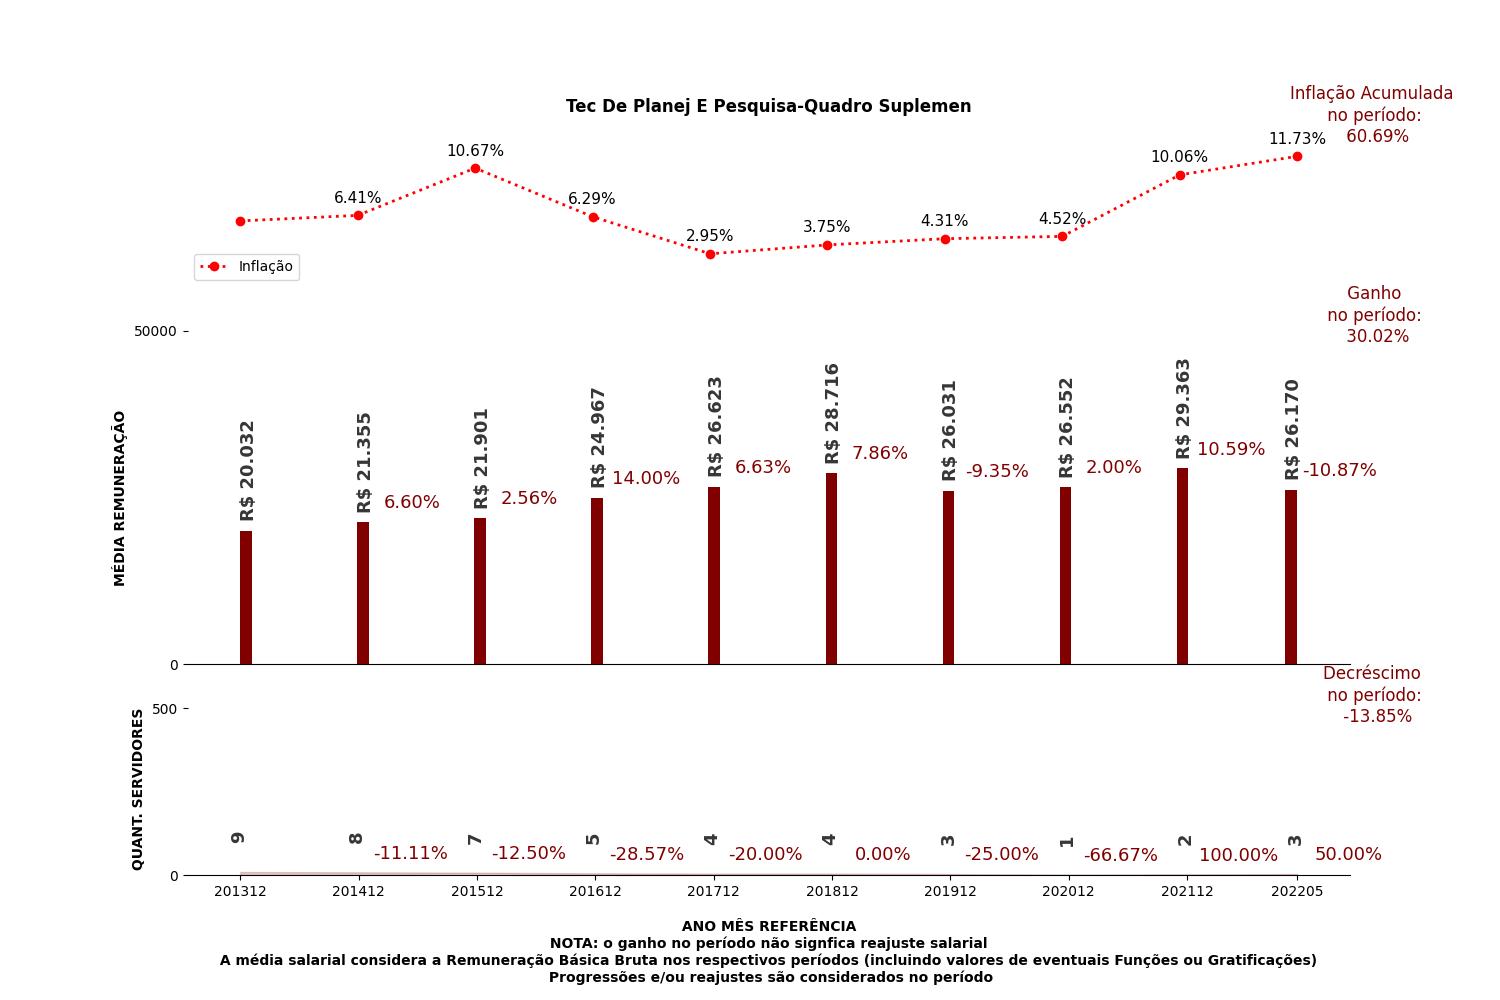 Tec De Planej E Pesquisa-Quadro Suplemen
Inflação Acumulada
no período:
60.69%
6.41%
10.67%
6.29%
2.95%
3.75%
4.31%
4.52%
10.06%
11.73%
Inflação
Ganho
no período:
30.02%
50000
0
MÉDIA REMUNERAÇÃO
R$ 20.032
R$ 21.355
R$ 21.901
R$ 24.967
R$ 26.623
R$ 28.716
R$ 26.031
R$ 26.552
R$ 29.363
R$ 26.170
6.60%
2.56%
14.00%
6.63%
7.86%
-9.35%
2.00%
10.59%
-10.87%
Decréscimo
no período:
-13.85%
500
0
QUANT. SERVIDORES
9
8
7
5
4
4
3
1
2
3
-11.11%
-12.50%
-28.57%
-20.00%
0.00%
-25.00%
-66.67%
100.00%
50.00%
201312
201412
201512
201612
201712
201812
201912
202012
202112
202205
ANO MÊS REFERÊNCIA
NOTA: o ganho no período não signfica reajuste salarial
A média salarial considera a Remuneração Básica Bruta nos respectivos períodos (incluindo valores de eventuais Funções ou Gratificações)
Progressões e/ou reajustes são considerados no período